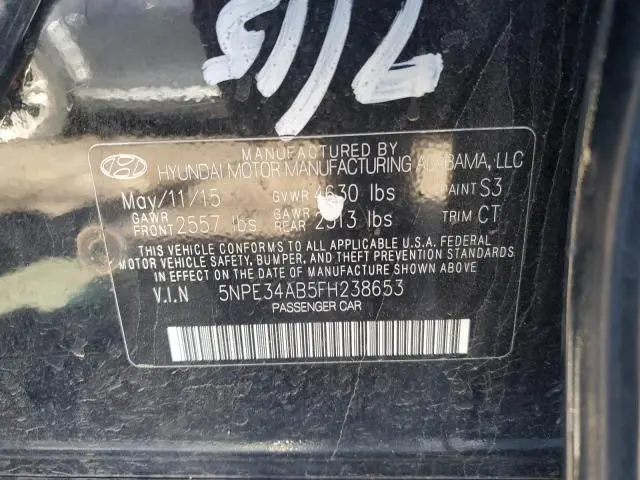 7115
MANUFACTURED BY
HYUNDAI MOTOR MANUFACTURING ALABAMA, LLC
May/11/15 GVWR 4630 lbs PAINT S3
GAWR FRONT 2557 lbs GAWR REAR 2513 lbs TRIM CT
THIS VEHICLE CONFORMS TO ALL APPLICABLE U.S.A. FEDERAL
MOTOR VEHICLE SAFETY, BUMPER, AND THEFT PREVENTION STANDARDS
IN EFFECT ON THE DATE OF MANUFACTURE SHOWN ABOVE
V.I.N 5NPE34AB5FH238653
PASSENGER CAR